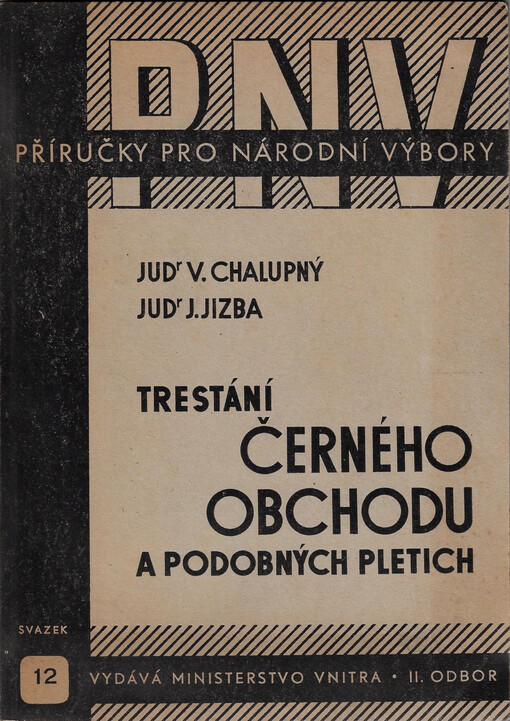 PNV
PŘÍRUČKY PRO NÁRODNÍ VÝBORY
JUDr V. CHALUPNÝ
JUDr J. JIZBA
TRESTÁNÍ
ČERNÉHO
OBCHODU
A PODOBNÝCH PLETICH
SVAZEK
12
VYDÁVÁ MINISTERSTVO VNITRA • II. ODBOR